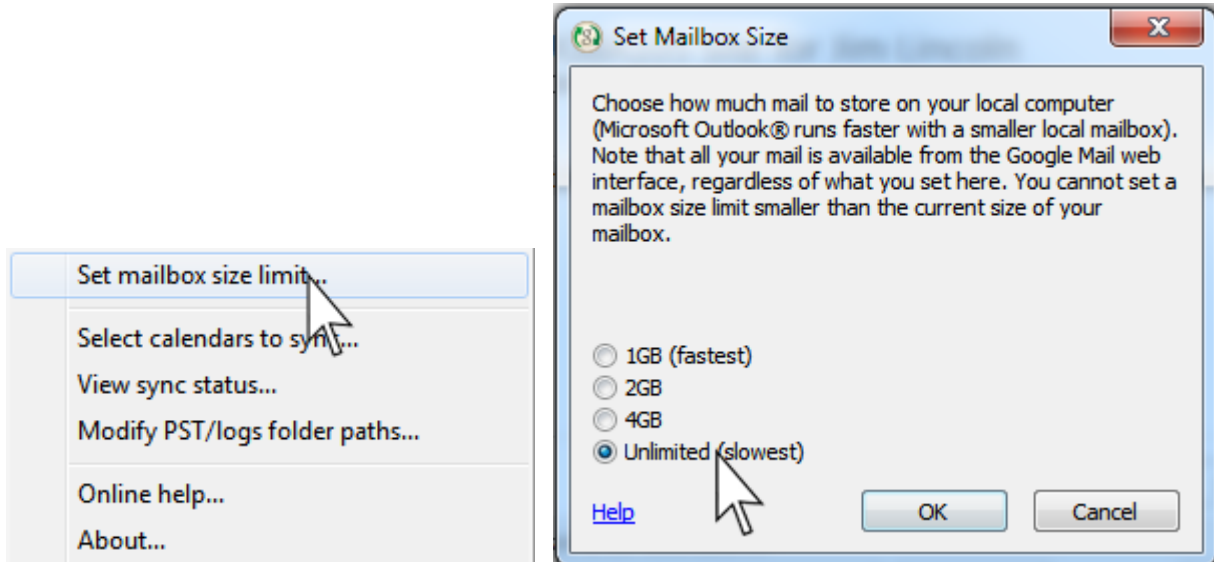 Set mailbox size limit...
Select calendars to sync...
View sync status...
Modify PST/logs folder paths...
Online help...
About...
Set Mailbox Size
Choose how much mail to store on your local computer
(Microsoft Outlook® runs faster with a smaller local mailbox).
Note that all your mail is available from the Google Mail web
interface, regardless of what you set here. You cannot set a
mailbox size limit smaller than the current size of your
mailbox.
1GB (fastest)
2GB
4GB
Unlimited (slowest)
Help
OK
Cancel